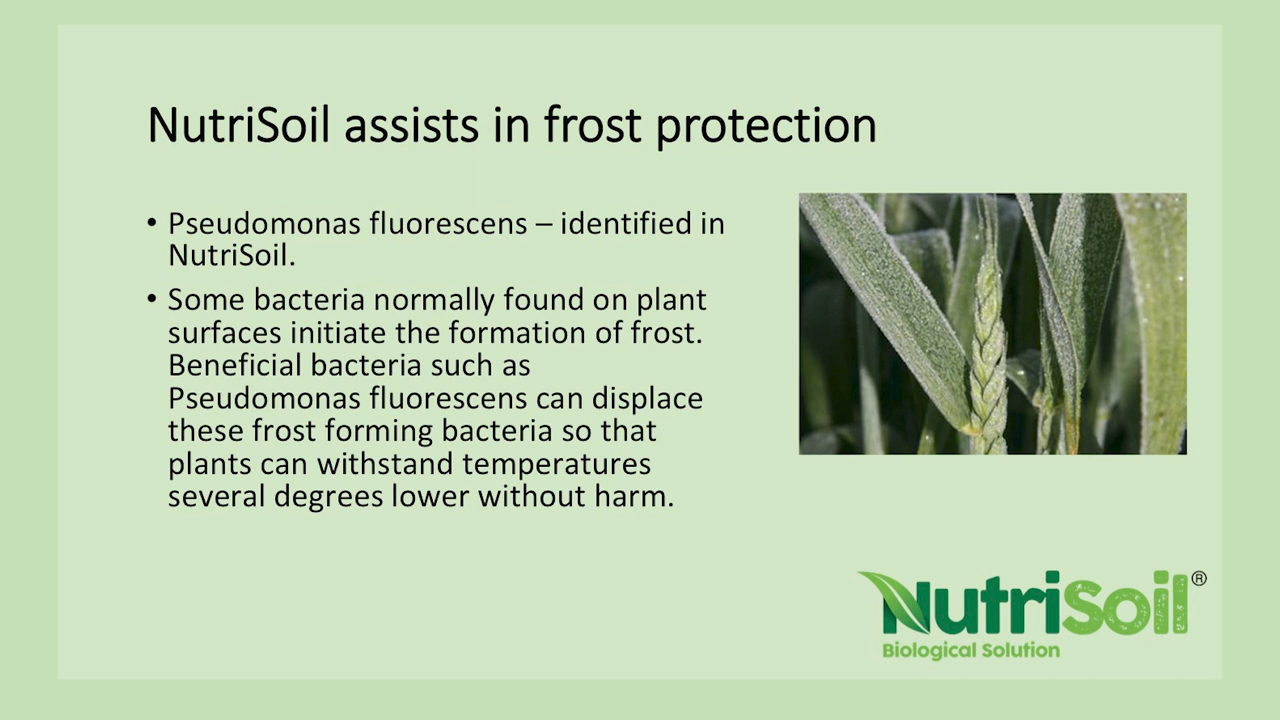 NutriSoil assists in frost protection
• Pseudomonas fluorescens – identified in
NutriSoil.
• Some bacteria normally found on plant
surfaces initiate the formation of frost.
Beneficial bacteria such as
Pseudomonas fluorescens can displace
these frost forming bacteria so that
plants can withstand temperatures
several degrees lower without harm.
NutriSoil®
Biological Solution